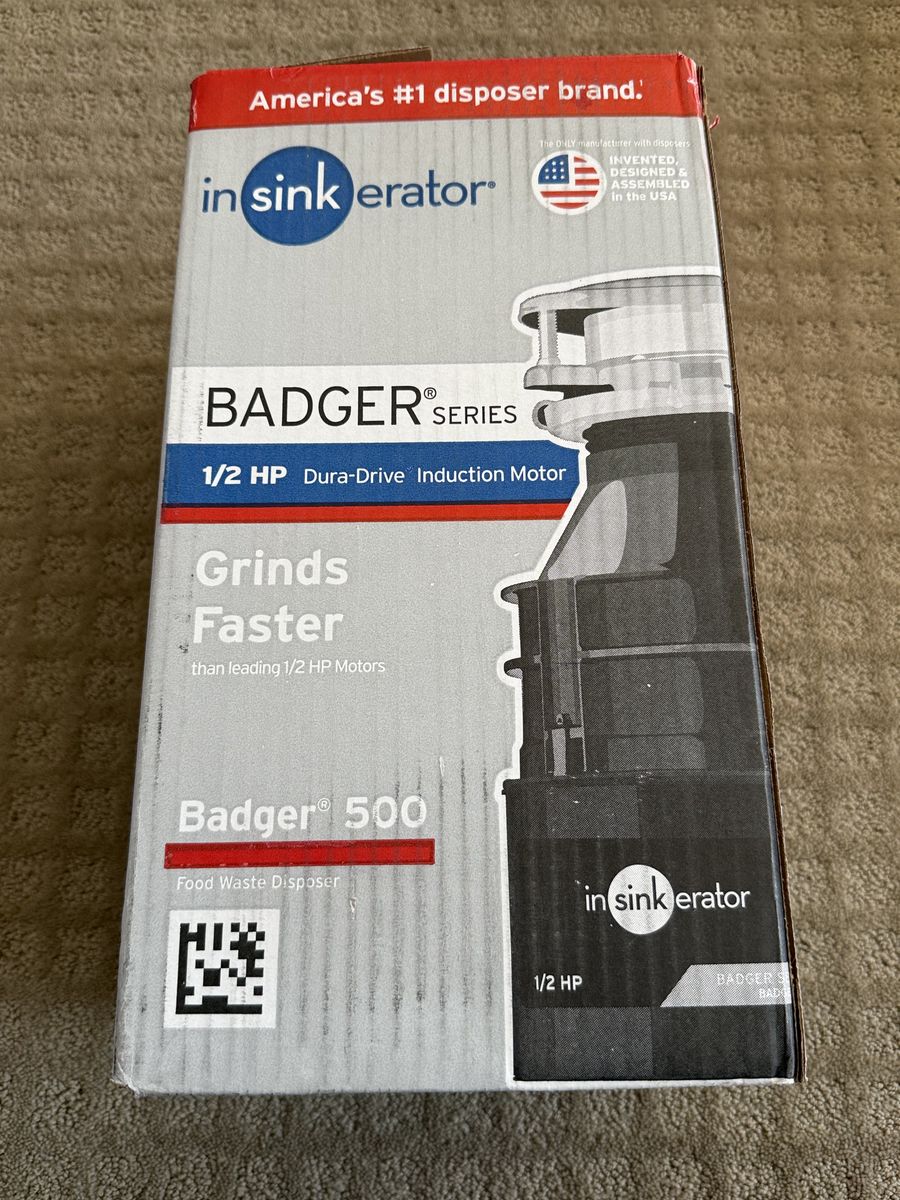 America's #1 disposer brand.
The ONLY manufacturer with disposers
INVENTED,
DESIGNED &
ASSEMBLED
in the USA
insinkerator®
BADGER® SERIES
1/2 HP Dura-Drive Induction Motor
Grinds
Faster
than leading 1/2 HP Motors
Badger® 500
Food Waste Disposer
insinkerator
1/2 HP
BADGER S
BADG